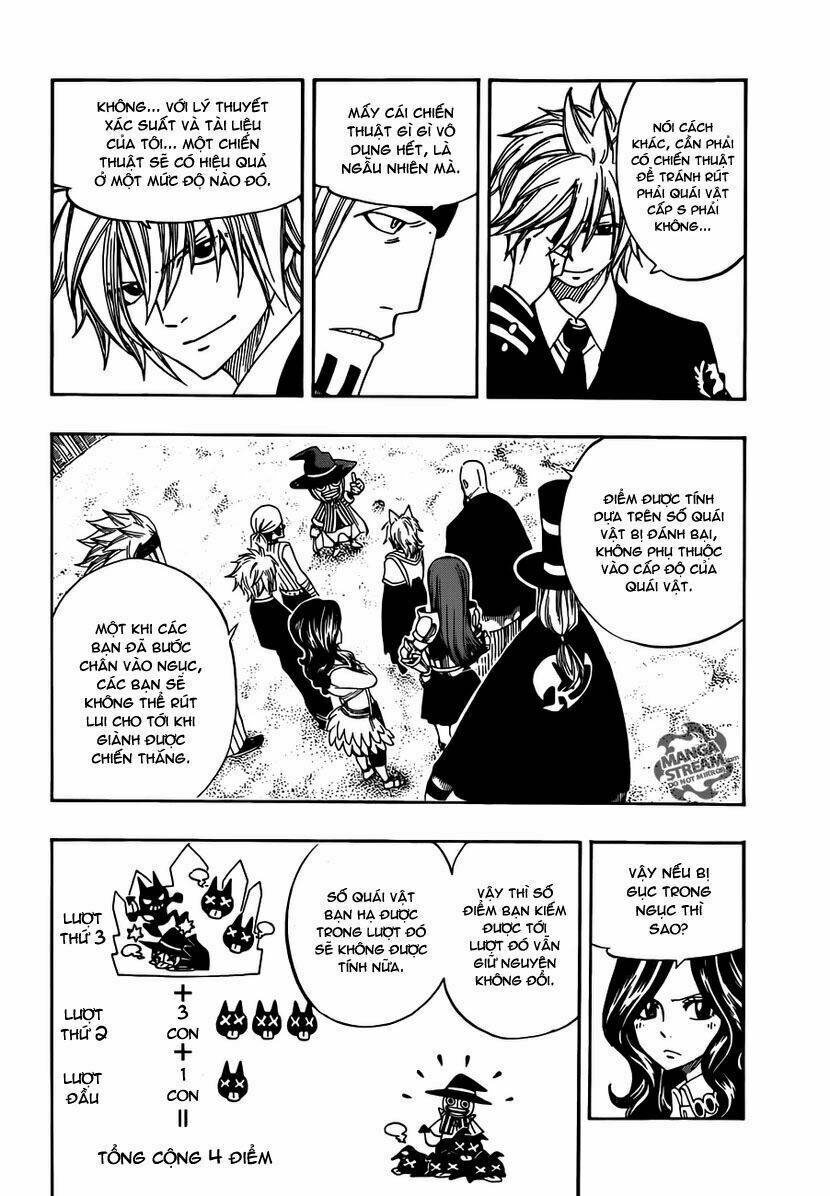 NÓI CÁCH
KHÁC, CẦN PHẢI
CÓ CHIẾN THUẬT
ĐỂ TRÁNH RÚT
PHẢI QUÁI VẬT
CẤP S PHẢI
KHÔNG...
MẤY CÁI CHIẾN
THUẬT GÌ GÌ VÔ
DỤNG HẾT, LÀ
NGẪU NHIÊN MÀ.
KHÔNG... VỚI LÝ THUYẾT
XÁC SUẤT VÀ TÀI LIỆU
CỦA TÔI... MỘT CHIẾN
THUẬT SẼ CÓ HIỆU QUẢ
Ở MỘT MỨC ĐỘ NÀO ĐÓ.
ĐIỂM ĐƯỢC TÍNH
DỰA TRÊN SỐ QUÁI
VẬT BỊ ĐÁNH BẠI,
KHÔNG PHỤ THUỘC
VÀO CẤP ĐỘ CỦA
QUÁI VẬT.
MỘT KHI CÁC
BẠN ĐÃ BƯỚC
CHÂN VÀO NGỤC,
CÁC BẠN SẼ
KHÔNG THỂ RÚT
LUI CHO TỚI KHI
GIÀNH ĐƯỢC
CHIẾN THẮNG.
MANGA
STREAM.com
DO NOT MIRROR
VẬY NẾU BỊ
GỤC TRONG
NGỤC THÌ
SAO?
VẬY THÌ SỐ
ĐIỂM BẠN KIẾM
ĐƯỢC TỚI
LƯỢT ĐÓ VẪN
GIỮ NGUYÊN
KHÔNG ĐỔI.
SỐ QUÁI VẬT
BẠN HẠ ĐƯỢC
TRONG LƯỢT ĐÓ
SẼ KHÔNG ĐƯỢC
TÍNH NỮA.
LƯỢT
THỨ 3
+
LƯỢT
THỨ 2
3
CON
+
LƯỢT
ĐẦU
1
CON
=
TỔNG CỘNG 4 ĐIỂM